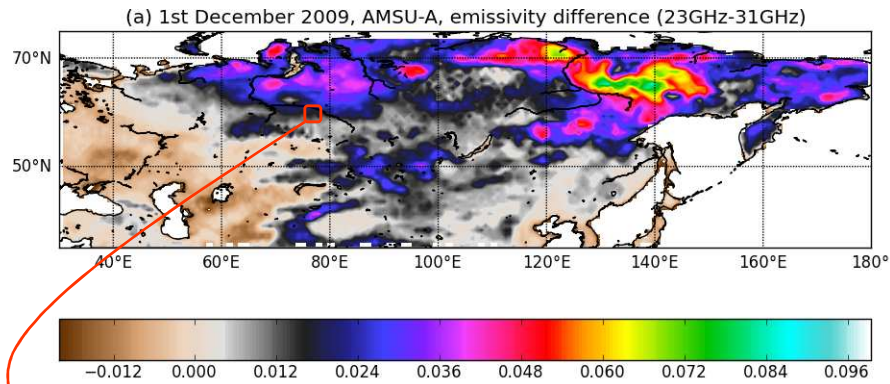 (a) 1st December 2009, AMSU-A, emissivity difference (23GHz-31GHz)
70°N
50°N
40°E 60°E 80°E 100°E 120°E 140°E 160°E 180°
−0.012 0.000 0.012 0.024 0.036 0.048 0.060 0.072 0.084 0.096